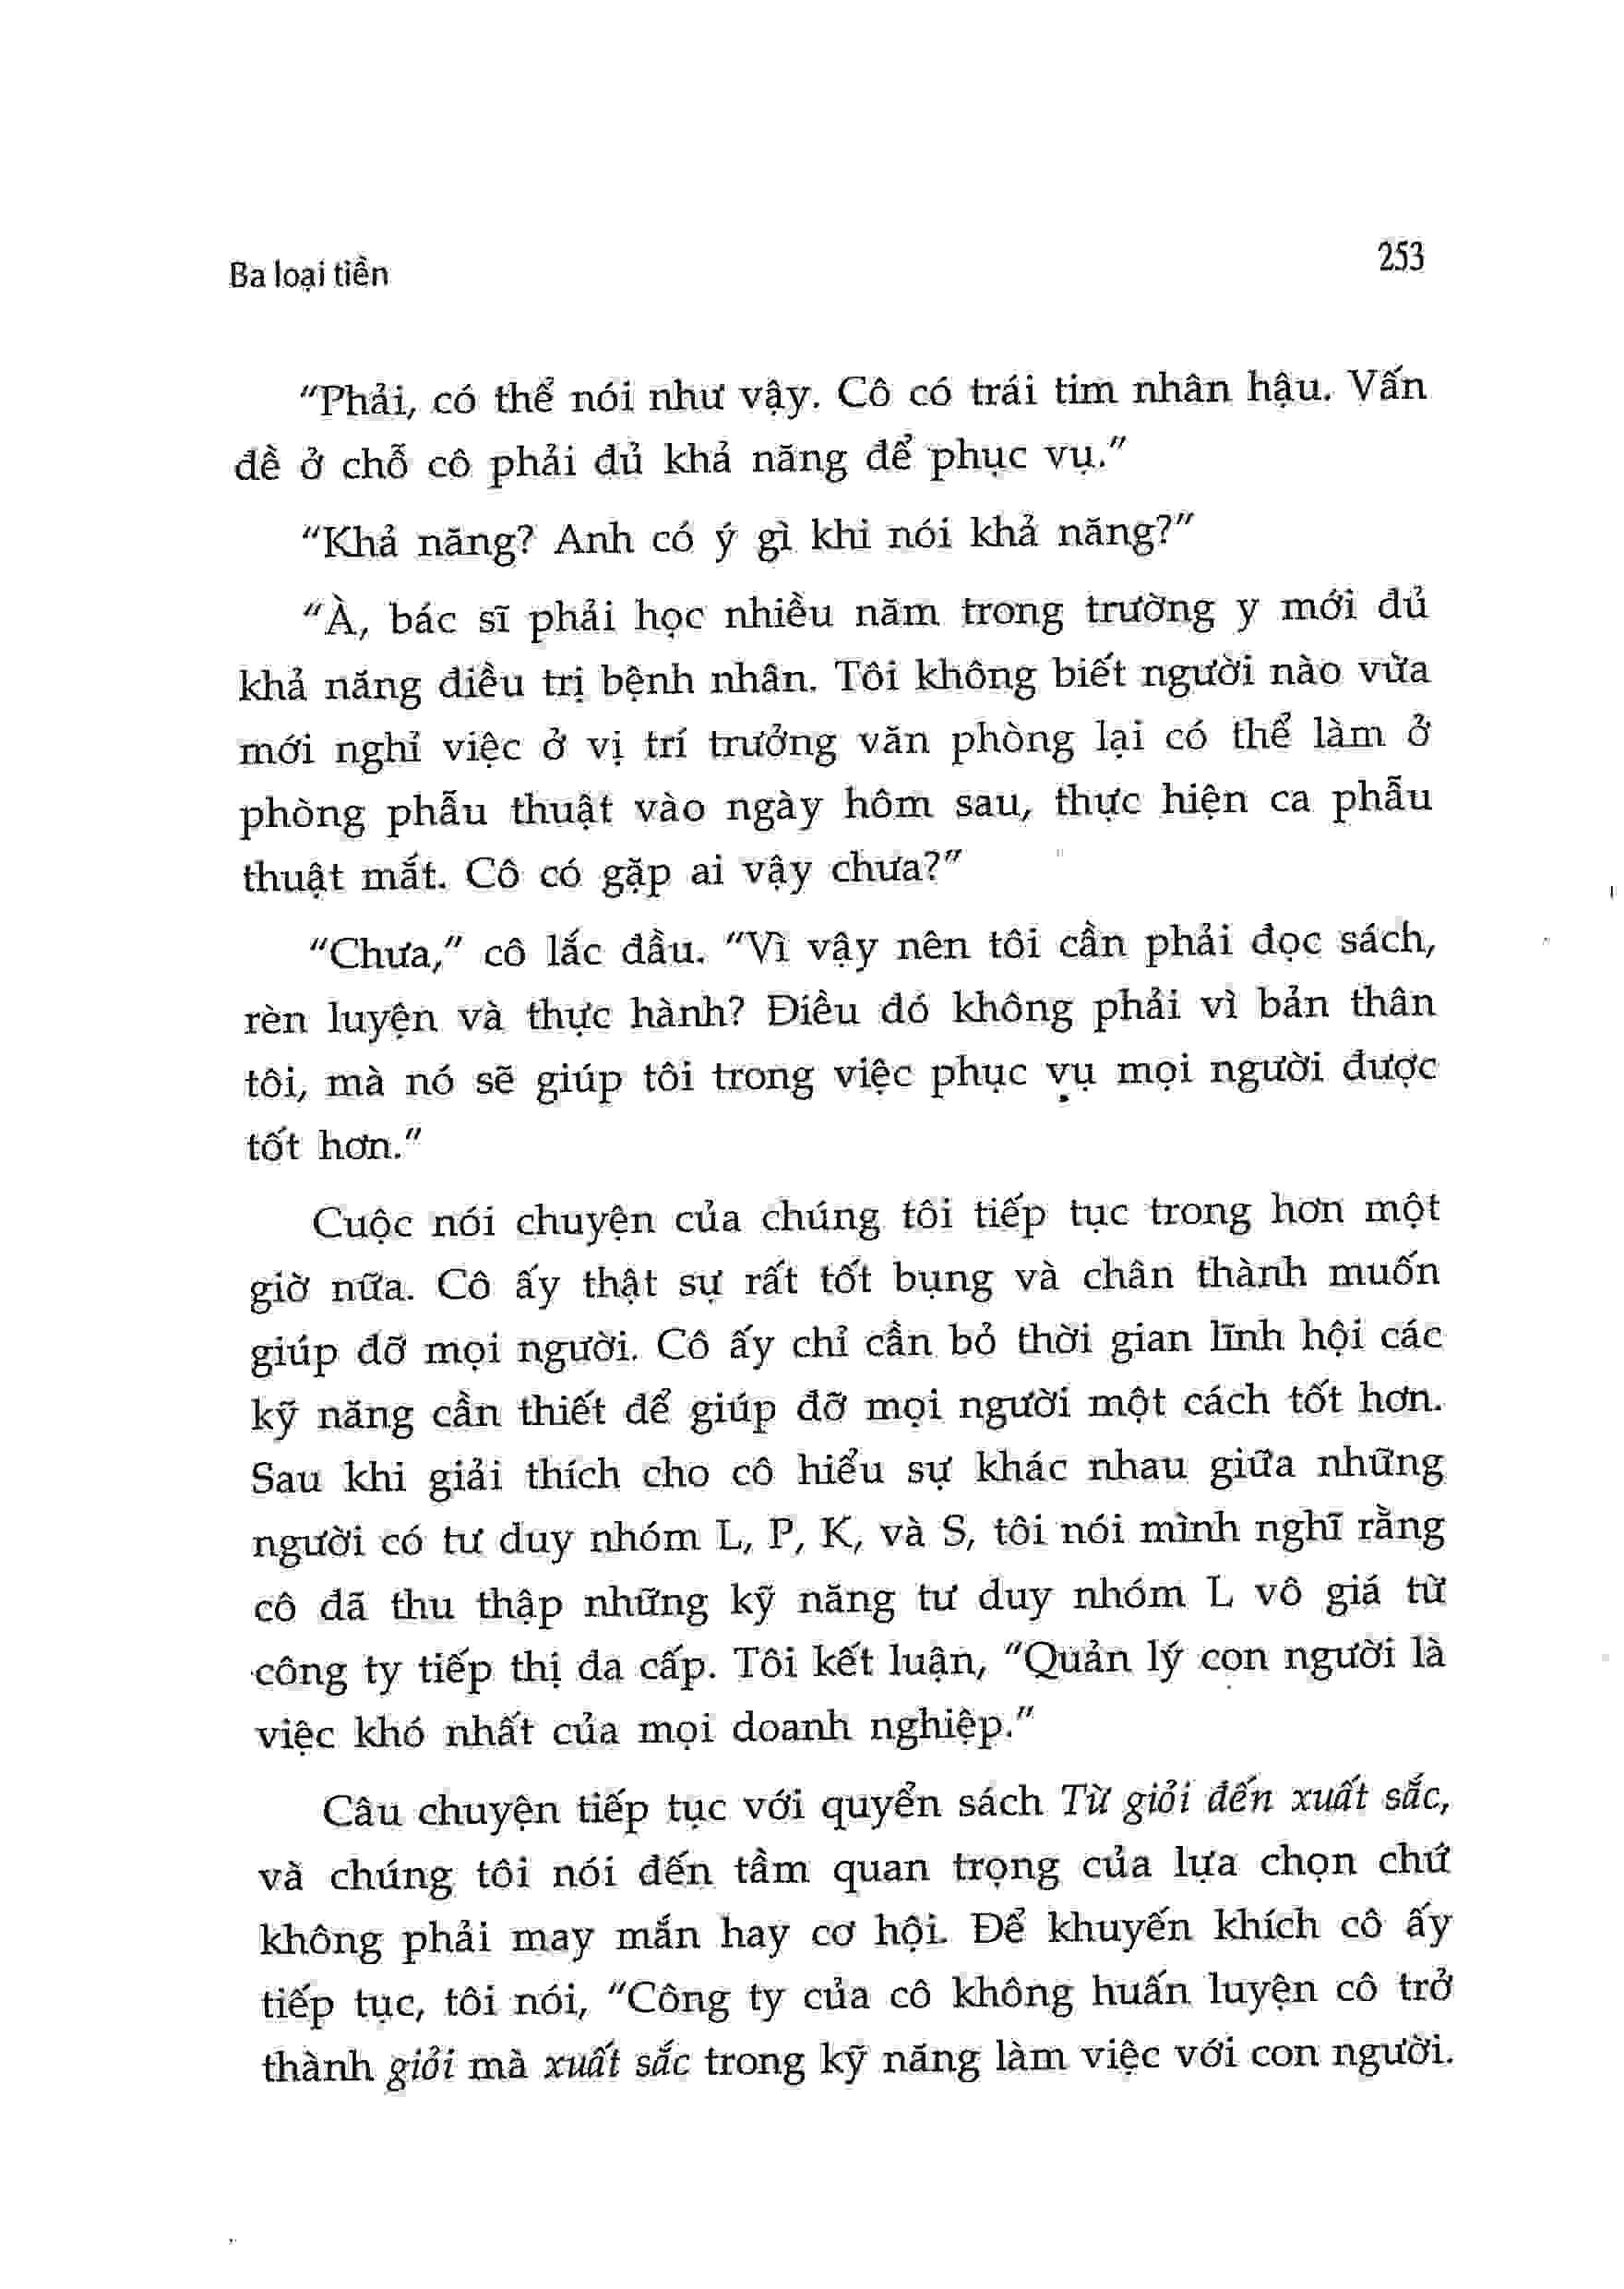 Ba loại tiền
253
“Phải, có thể nói như vậy. Cô có trái tim nhân hậu. Vấn
đề ở chỗ cô phải đủ khả năng để phục vụ.”
“Khả năng? Anh có ý gì khi nói khả năng?”
“À, bác sĩ phải học nhiều năm trong trường y mới đủ
khả năng điều trị bệnh nhân. Tôi không biết người nào vừa
mới nghỉ việc ở vị trí trưởng văn phòng lại có thể làm ở
phòng phẫu thuật vào ngày hôm sau, thực hiện ca phẫu
thuật mắt. Cô có gặp ai vậy chưa?”
“Chưa,” cô lắc đầu. “Vì vậy nên tôi cần phải đọc sách,
rèn luyện và thực hành? Điều đó không phải vì bản thân
tôi, mà nó sẽ giúp tôi trong việc phục vụ mọi người được
tốt hơn.”
Cuộc nói chuyện của chúng tôi tiếp tục trong hơn một
giờ nữa. Cô ấy thật sự rất tốt bụng và chân thành muốn
giúp đỡ mọi người. Cô ấy chỉ cần bỏ thời gian lĩnh hội các
kỹ năng cần thiết để giúp đỡ mọi người một cách tốt hơn.
Sau khi giải thích cho cô hiểu sự khác nhau giữa những
người có tư duy nhóm L, P, K, và S, tôi nói mình nghĩ rằng
cô đã thu thập những kỹ năng tư duy nhóm L vô giá từ
công ty tiếp thị đa cấp. Tôi kết luận, “Quản lý con người là
việc khó nhất của mọi doanh nghiệp.”
Câu chuyện tiếp tục với quyển sách Từ giỏi đến xuất sắc,
và chúng tôi nói đến tầm quan trọng của lựa chọn chứ
không phải may mắn hay cơ hội. Để khuyến khích cô ấy
tiếp tục, tôi nói, “Công ty của cô không huấn luyện cô trở
thành giỏi mà xuất sắc trong kỹ năng làm việc với con người.